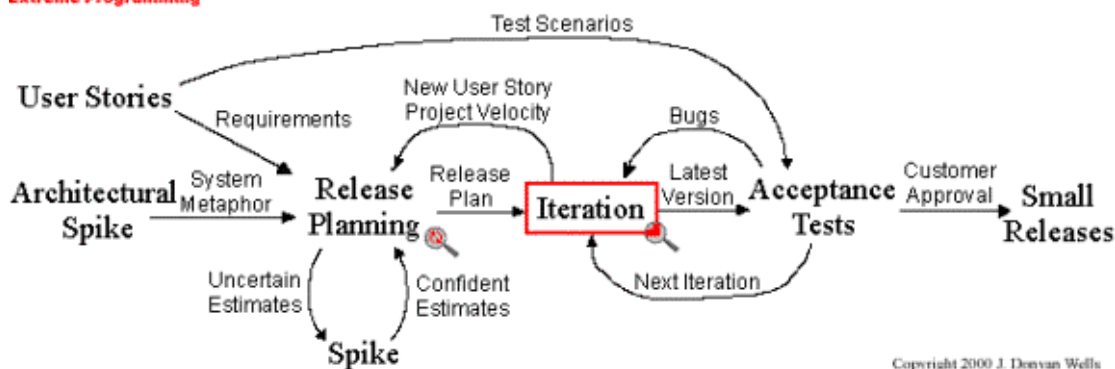 Extreme Programming
Test Scenarios
User Stories
New User Story
Project Velocity
Requirements
Bugs
Architectural
Spike
System
Metaphor
Release
Planning
Release
Plan
Iteration
Latest
Version
Acceptance
Tests
Customer
Approval
Small
Releases
Uncertain
Estimates
Confident
Estimates
Next Iteration
Spike
Copyright 2000 J. Donvan Wells